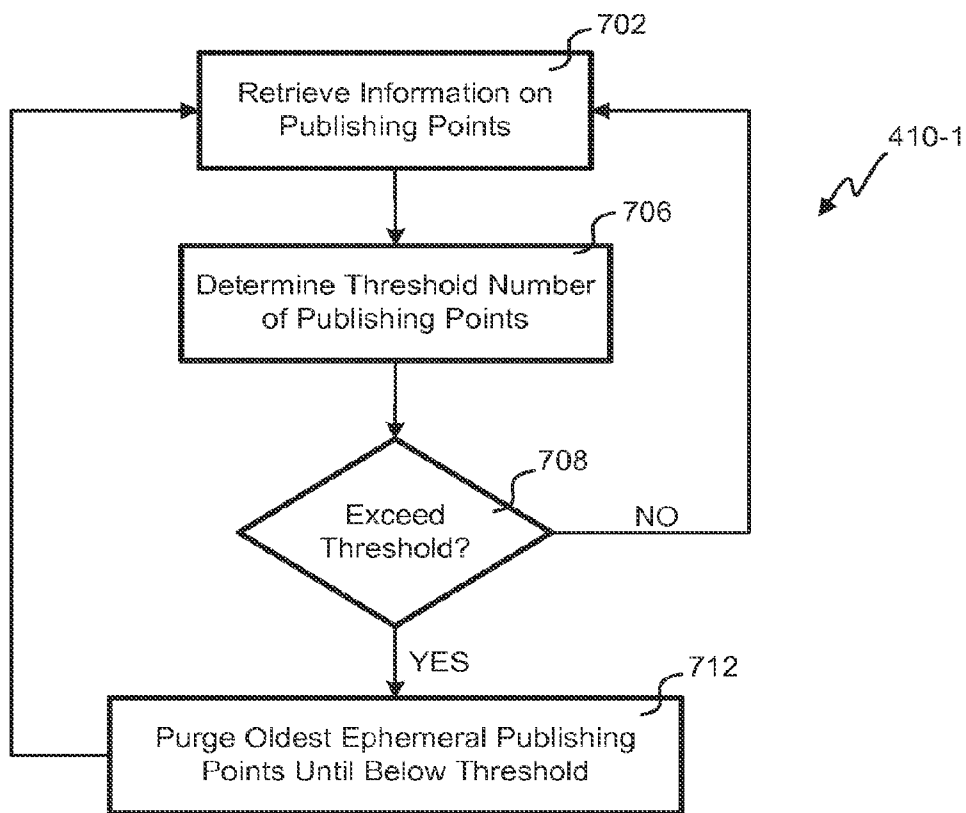 702
Retrieve Information on
Publishing Points
410-1
706
Determine Threshold Number
of Publishing Points
708
Exceed
Threshold?
NO
YES
712
Purge Oldest Ephemeral Publishing
Points Until Below Threshold